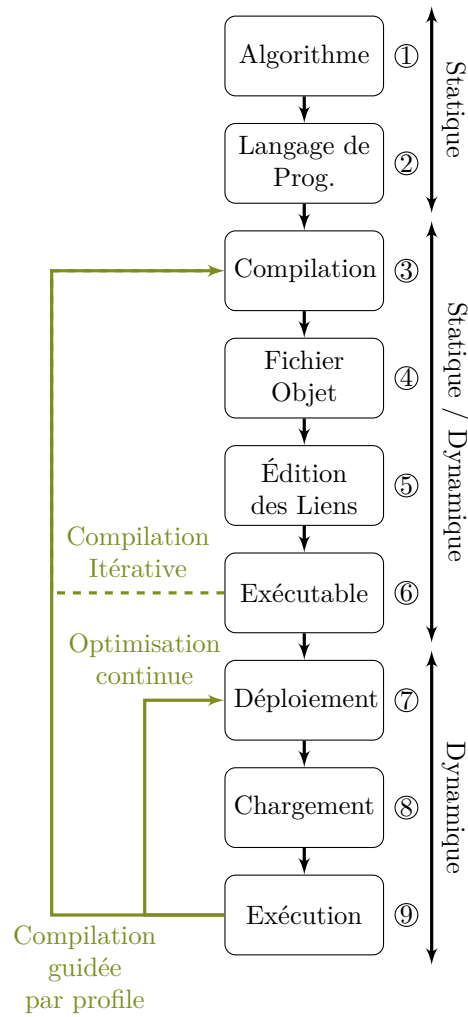 Algorithme ①
Langage de
Prog. ②
Statique
Compilation ③
Fichier
Objet ④
Édition
des Liens ⑤
Statique / Dynamique
Compilation
Itérative
Exécutable ⑥
Optimisation
continue
Déploiement ⑦
Chargement ⑧
Dynamique
Exécution ⑨
Compilation
guidée
par profile